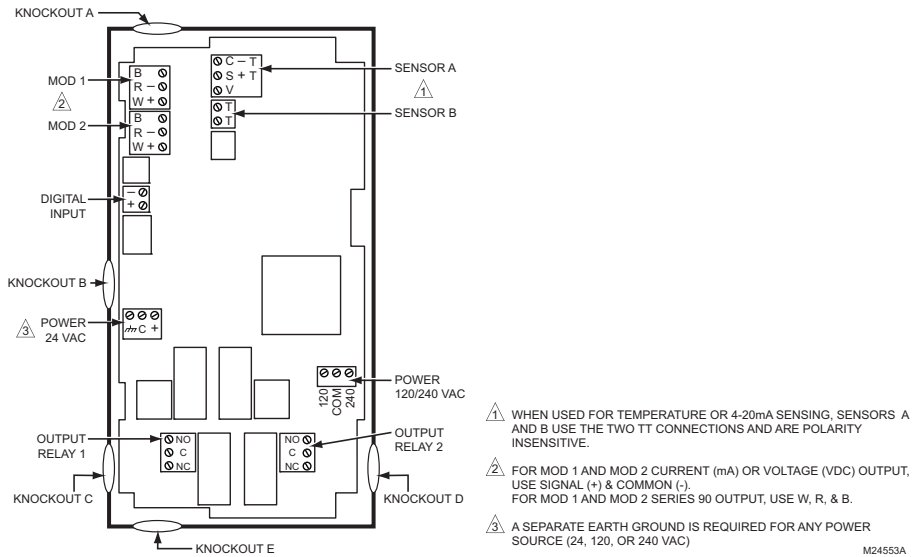 KNOCKOUT A
MOD 1
2
MOD 2
B
R –
W +
B
R –
W +
C – T
S + T
V
T
T
SENSOR A
1
SENSOR B
DIGITAL
INPUT
–
+
KNOCKOUT B
3
POWER
24 VAC
C +
120
COM
240
POWER
120/240 VAC
OUTPUT
RELAY 1
NO
C
NC
NO
C
NC
OUTPUT
RELAY 2
KNOCKOUT C
KNOCKOUT D
KNOCKOUT E
1 WHEN USED FOR TEMPERATURE OR 4-20mA SENSING, SENSORS A
AND B USE THE TWO TT CONNECTIONS AND ARE POLARITY
INSENSITIVE.
2 FOR MOD 1 AND MOD 2 CURRENT (mA) OR VOLTAGE (VDC) OUTPUT,
USE SIGNAL (+) & COMMON (-).
FOR MOD 1 AND MOD 2 SERIES 90 OUTPUT, USE W, R, & B.
3 A SEPARATE EARTH GROUND IS REQUIRED FOR ANY POWER
SOURCE (24, 120, OR 240 VAC)
M24553A